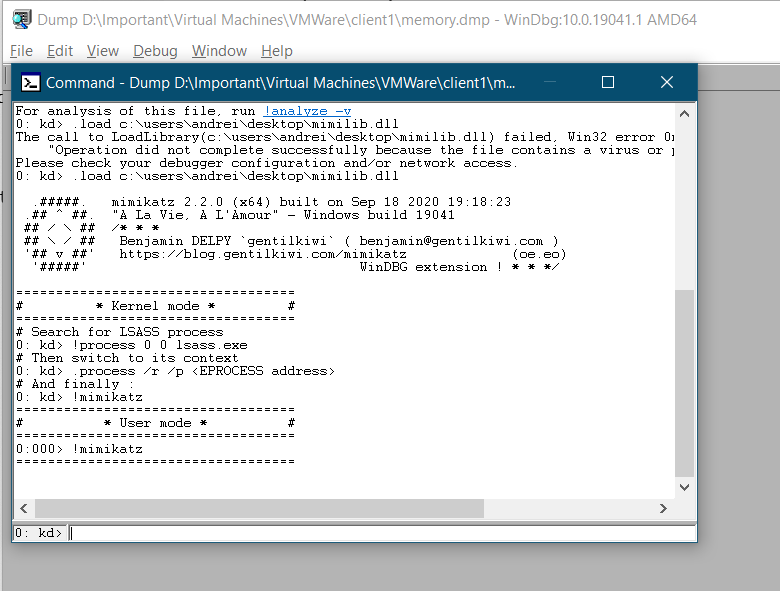 Dump D:\Important\Virtual Machines\VMWare\client1\memory.dmp - WinDbg:10.0.19041.1 AMD64
File Edit View Debug Window Help
Command - Dump D:\Important\Virtual Machines\VMWare\client1\m...
For analysis of this file, run !analyze -v
0: kd> .load c:\users\andrei\desktop\mimilib.dll
The call to LoadLibrary(c:\users\andrei\desktop\mimilib.dll) failed, Win32 error 0
"Operation did not complete successfully because the file contains a virus or
Please check your debugger configuration and/or network access.
0: kd> .load c:\users\andrei\desktop\mimilib.dll
.#####. mimikatz 2.2.0 (x64) built on Sep 18 2020 19:18:23
.## ^ ##. "A La Vie, A L'Amour" - Windows build 19041
## / \ ## /* * *
## \ / ## Benjamin DELPY `gentilkiwi` ( benjamin@gentilkiwi.com )
'## v ##' https://blog.gentilkiwi.com/mimikatz (oe.eo)
'#####' WinDBG extension ! * * */
===================================
# * Kernel mode * #
===================================
# Search for LSASS process
0: kd> !process 0 0 lsass.exe
# Then switch to its context
0: kd> .process /r /p <EPROCESS address>
# And finally :
0: kd> !mimikatz
===================================
# * User mode * #
===================================
0:000> !mimikatz
===================================
0: kd>